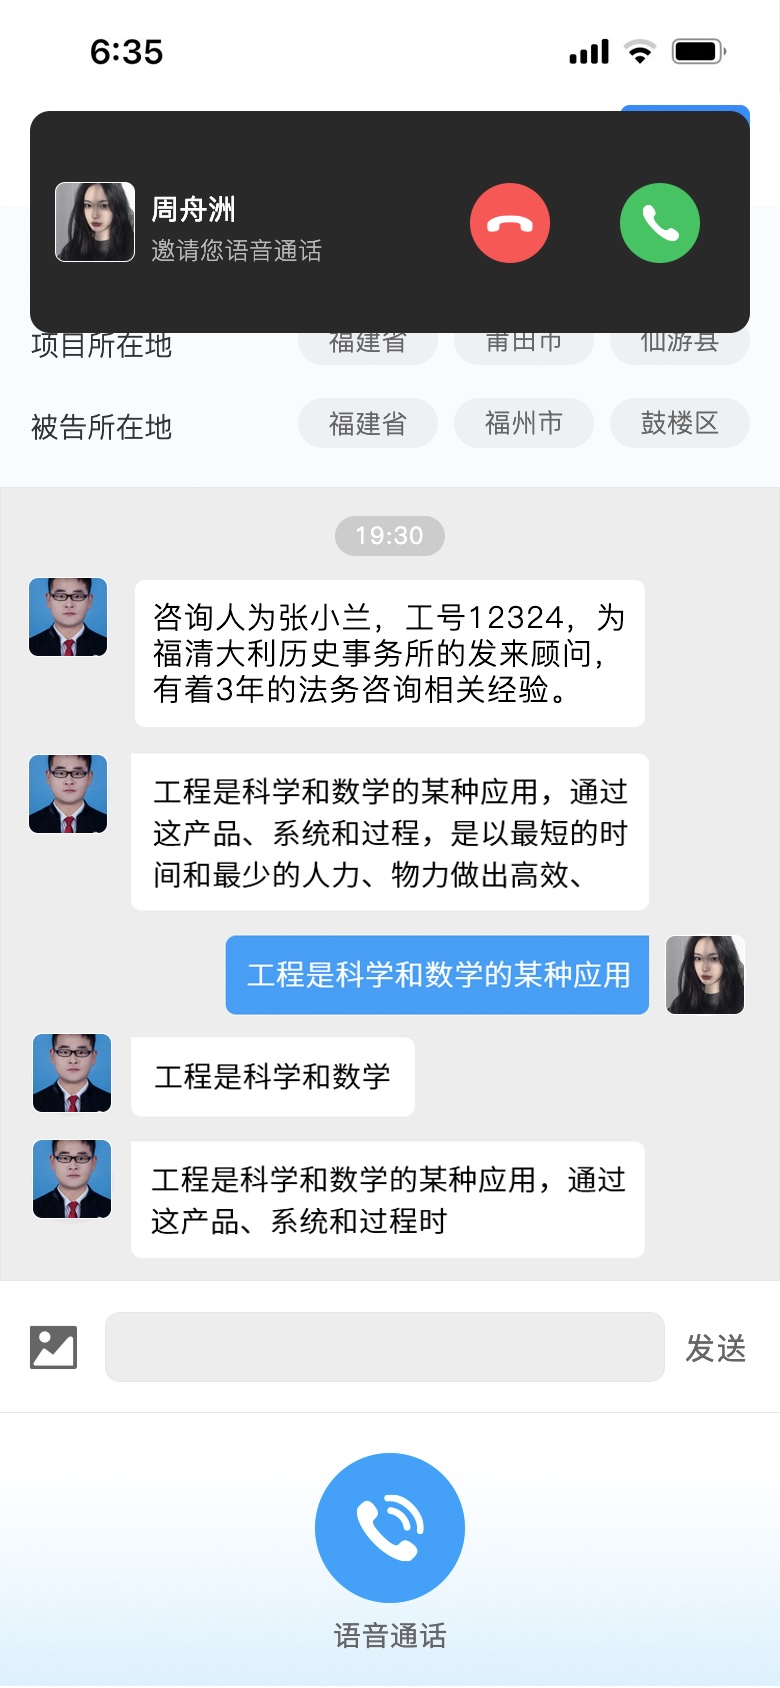 6:35
周舟洲
邀请您语音通话
项目所在地
福建省
莆田市
仙游县
被告所在地
福建省
福州市
鼓楼区
19:30
咨询人为张小兰，工号12324，为
福清大利历史事务所的发来顾问，
有着3年的法务咨询相关经验。
工程是科学和数学的某种应用，通过
这产品、系统和过程，是以最短的时
间和最少的人力、物力做出高效、
工程是科学和数学的某种应用
工程是科学和数学
工程是科学和数学的某种应用，通过
这产品、系统和过程时
发送
语音通话